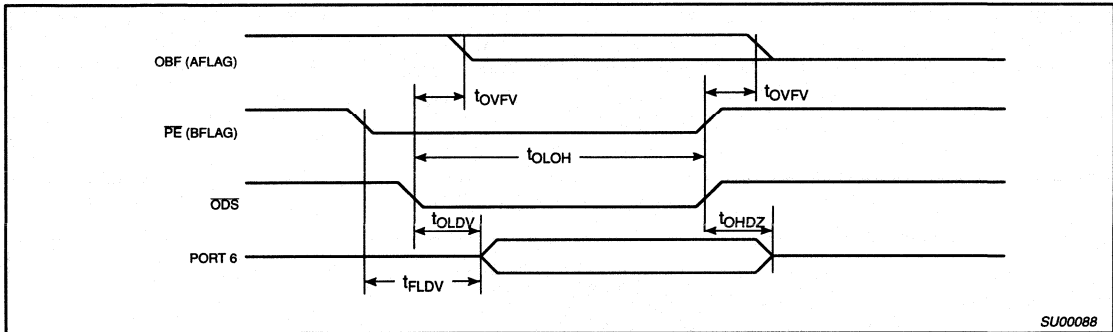 OBF (AFLAG)
tOVFV
tOVFV
PE (BFLAG)
tOLOH
ODS
tOLDV
tOHDZ
PORT 6
tFLDV
SU00088